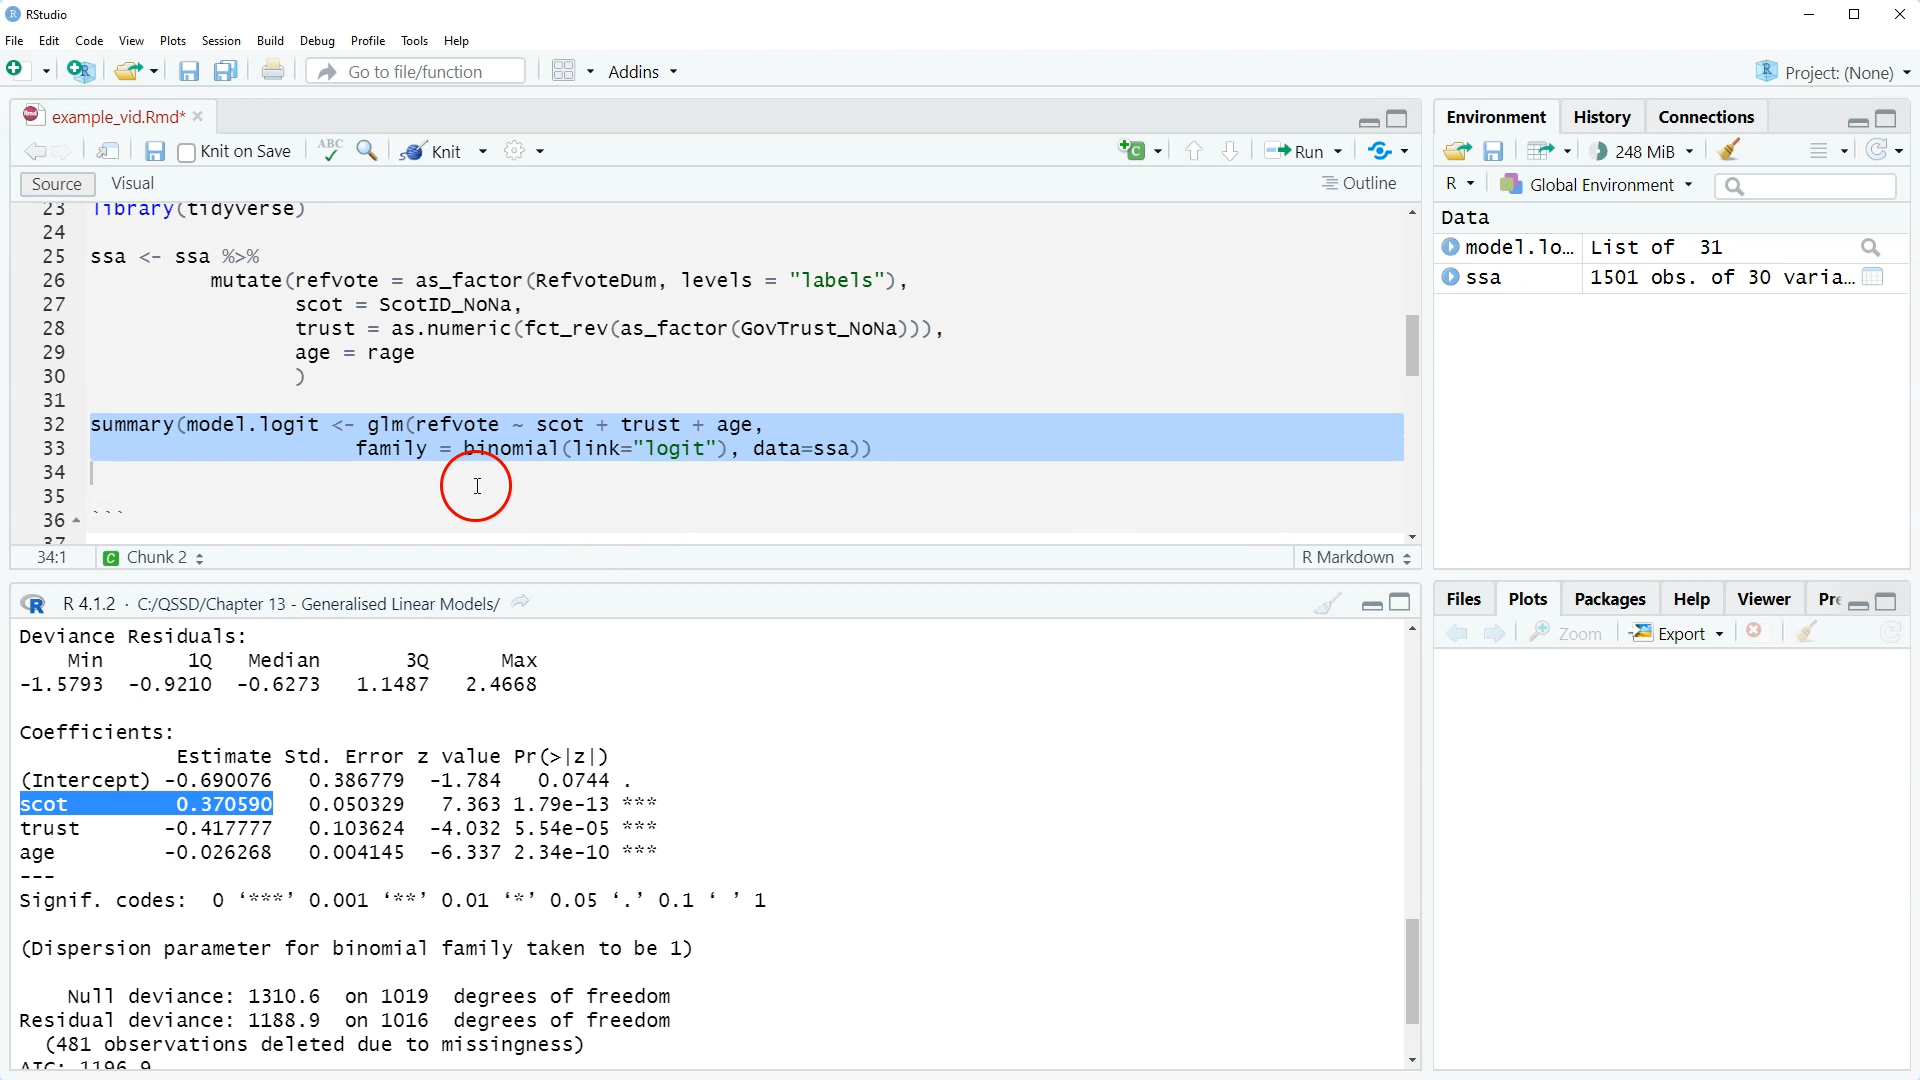 RStudio
File Edit Code View Plots Session Build Debug Profile Tools Help
Go to file/function Addins Project: (None)
example_vid.Rmd*
Knit on Save ABC Knit Run
Source Visual Outline
23 library(tidyverse)
24
25 ssa <- ssa %>%
26 mutate(refvote = as_factor(RefvoteDum, levels = "labels"),
27 scot = ScotID_NoNa,
28 trust = as.numeric(fct_rev(as_factor(GovTrust_NoNa))),
29 age = rage
30 )
31
32 summary(model.logit <- glm(refvote ~ scot + trust + age,
33 family = binomial(link="logit"), data=ssa))
34
35
36 ```
37
34:1 C Chunk 2 R Markdown
R R 4.1.2 · C:/QSSD/Chapter 13 - Generalised Linear Models/
Deviance Residuals:
Min 1Q Median 3Q Max
-1.5793 -0.9210 -0.6273 1.1487 2.4668
Coefficients:
Estimate Std. Error z value Pr(>|z|)
(Intercept) -0.690076 0.386779 -1.784 0.0744 .
scot 0.370590 0.050329 7.363 1.79e-13 ***
trust -0.417777 0.103624 -4.032 5.54e-05 ***
age -0.026268 0.004145 -6.337 2.34e-10 ***
---
Signif. codes: 0 ‘***’ 0.001 ‘**’ 0.01 ‘*’ 0.05 ‘.’ 0.1 ‘ ’ 1
(Dispersion parameter for binomial family taken to be 1)
Null deviance: 1310.6 on 1019 degrees of freedom
Residual deviance: 1188.9 on 1016 degrees of freedom
(481 observations deleted due to missingness)
AIC: 1196.9
Environment History Connections
248 MiB
R Global Environment
Data
model.lo… List of 31
ssa 1501 obs. of 30 varia…
Files Plots Packages Help Viewer Pre
Zoom Export